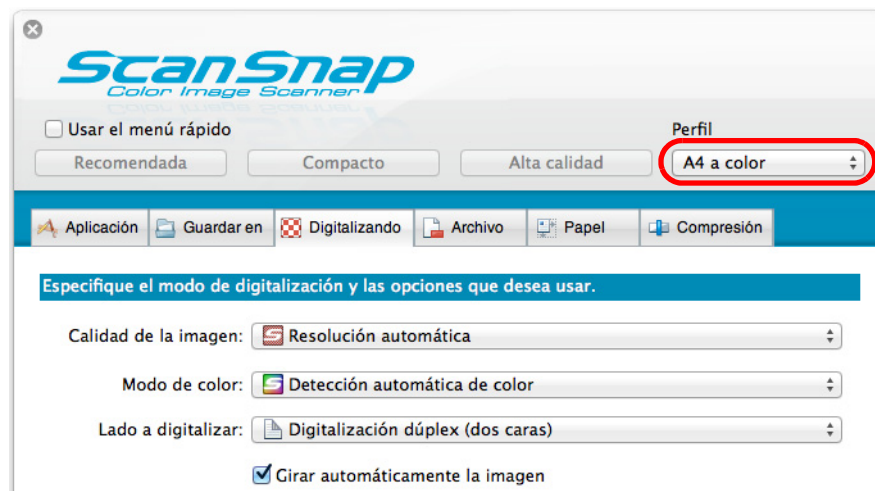 ScanSnap
Color Image Scanner
Usar el menú rápido
Perfil
Recomendada Compacto Alta calidad A4 a color
Aplicación Guardar en Digitalizando Archivo Papel Compresión
Especifique el modo de digitalización y las opciones que desea usar.
Calidad de la imagen: Resolución automática
Modo de color: Detección automática de color
Lado a digitalizar: Digitalización dúplex (dos caras)
Girar automáticamente la imagen